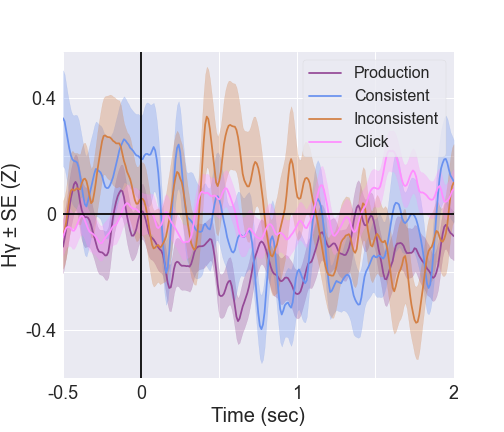 Production
Consistent
Inconsistent
Click
Hγ ± SE (Z)
0.4
0
-0.4
-0.5 0 1 2
Time (sec)